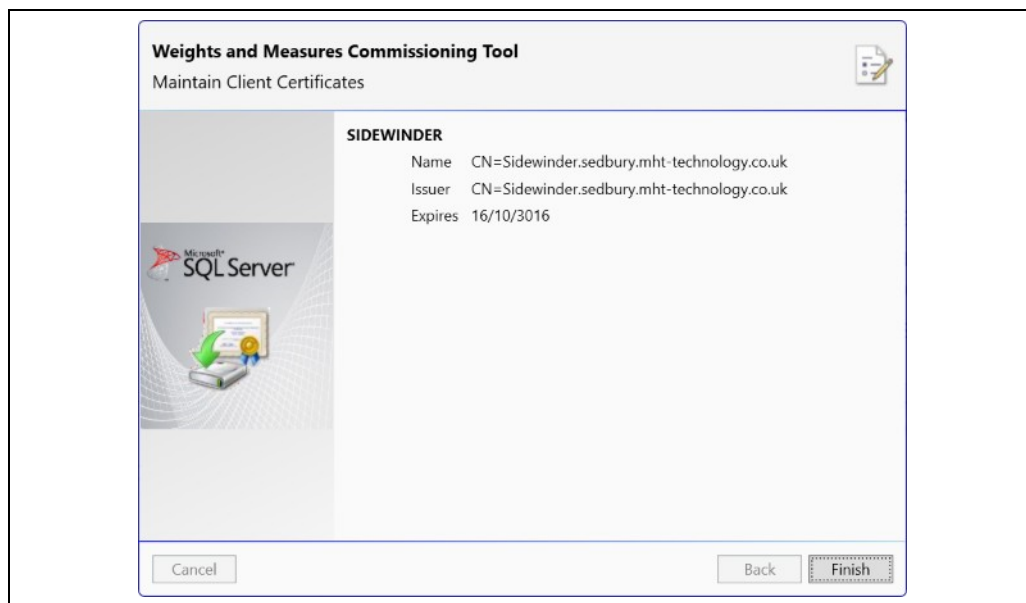 Weights and Measures Commissioning Tool
Maintain Client Certificates
SIDEWINDER
Name CN=Sidewinder.sedbury.mht-technology.co.uk
Issuer CN=Sidewinder.sedbury.mht-technology.co.uk
Expires 16/10/3016
Microsoft®
SQL Server
Cancel
Back
Finish